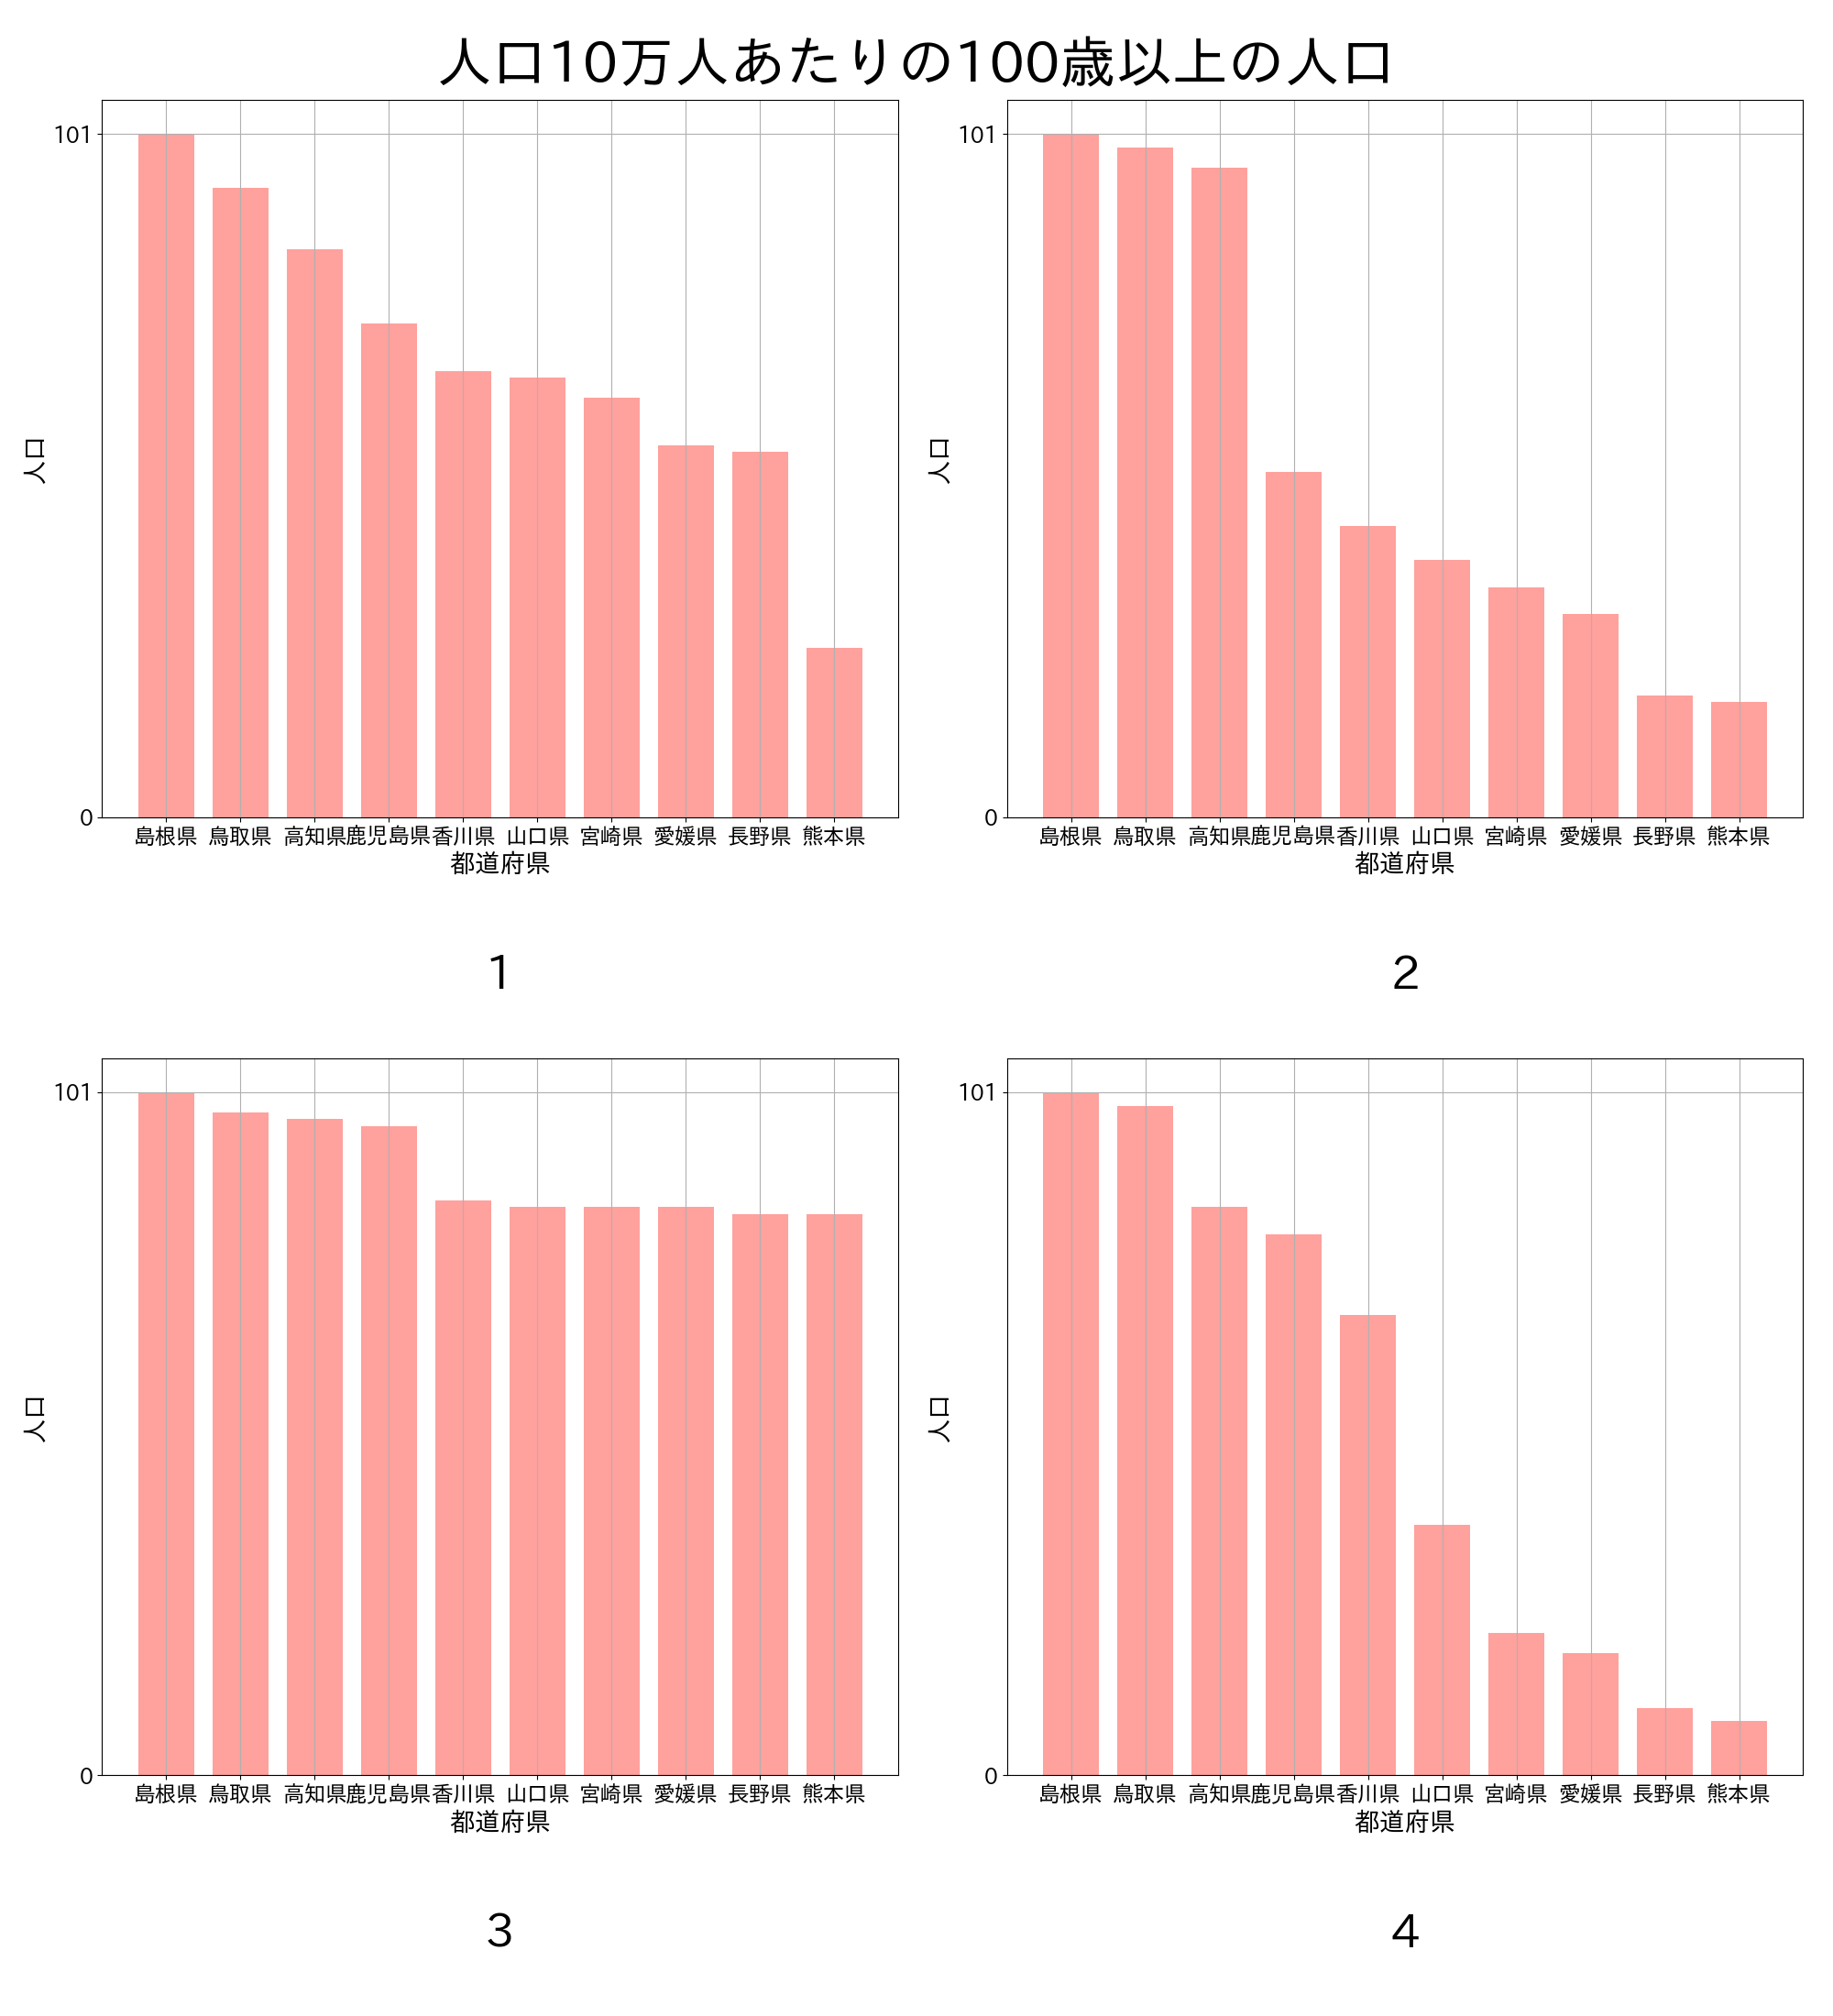 人口10万人あたりの100歳以上の人口
101
0
人口
島根県 鳥取県 高知県 鹿児島県 香川県 山口県 宮崎県 愛媛県 長野県 熊本県
都道府県
1
101
0
人口
島根県 鳥取県 高知県 鹿児島県 香川県 山口県 宮崎県 愛媛県 長野県 熊本県
都道府県
2
101
0
人口
島根県 鳥取県 高知県 鹿児島県 香川県 山口県 宮崎県 愛媛県 長野県 熊本県
都道府県
3
101
0
人口
島根県 鳥取県 高知県 鹿児島県 香川県 山口県 宮崎県 愛媛県 長野県 熊本県
都道府県
4